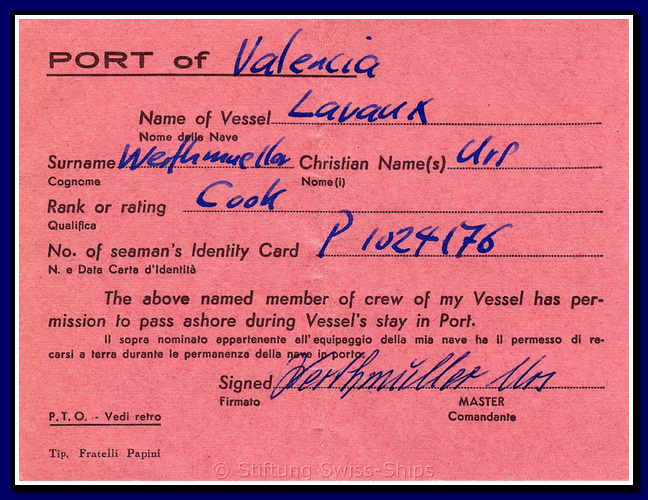 PORT of Valencia
Name of Vessel Lavaux
Nome della Nave
Surname Werthmueller Christian Name(s) Urs
Cognome Nome(i)
Rank or rating Cook
Qualifica
No. of seaman's Identity Card P 1024176
N. e Data Carta d'Identità
The above named member of crew of my Vessel has per-
mission to pass ashore during Vessel's stay in Port.
Il sopra nominato appartenente all'equipaggio della mia nave ha il permesso di re-
carsi a terra durante le permanenza della nave in porto.
Signed Werthmüller Urs
Firmato MASTER
P.T.O. - Vedi retro Comandante
Tip. Fratelli Papini
© Stiftung Swiss-Ships